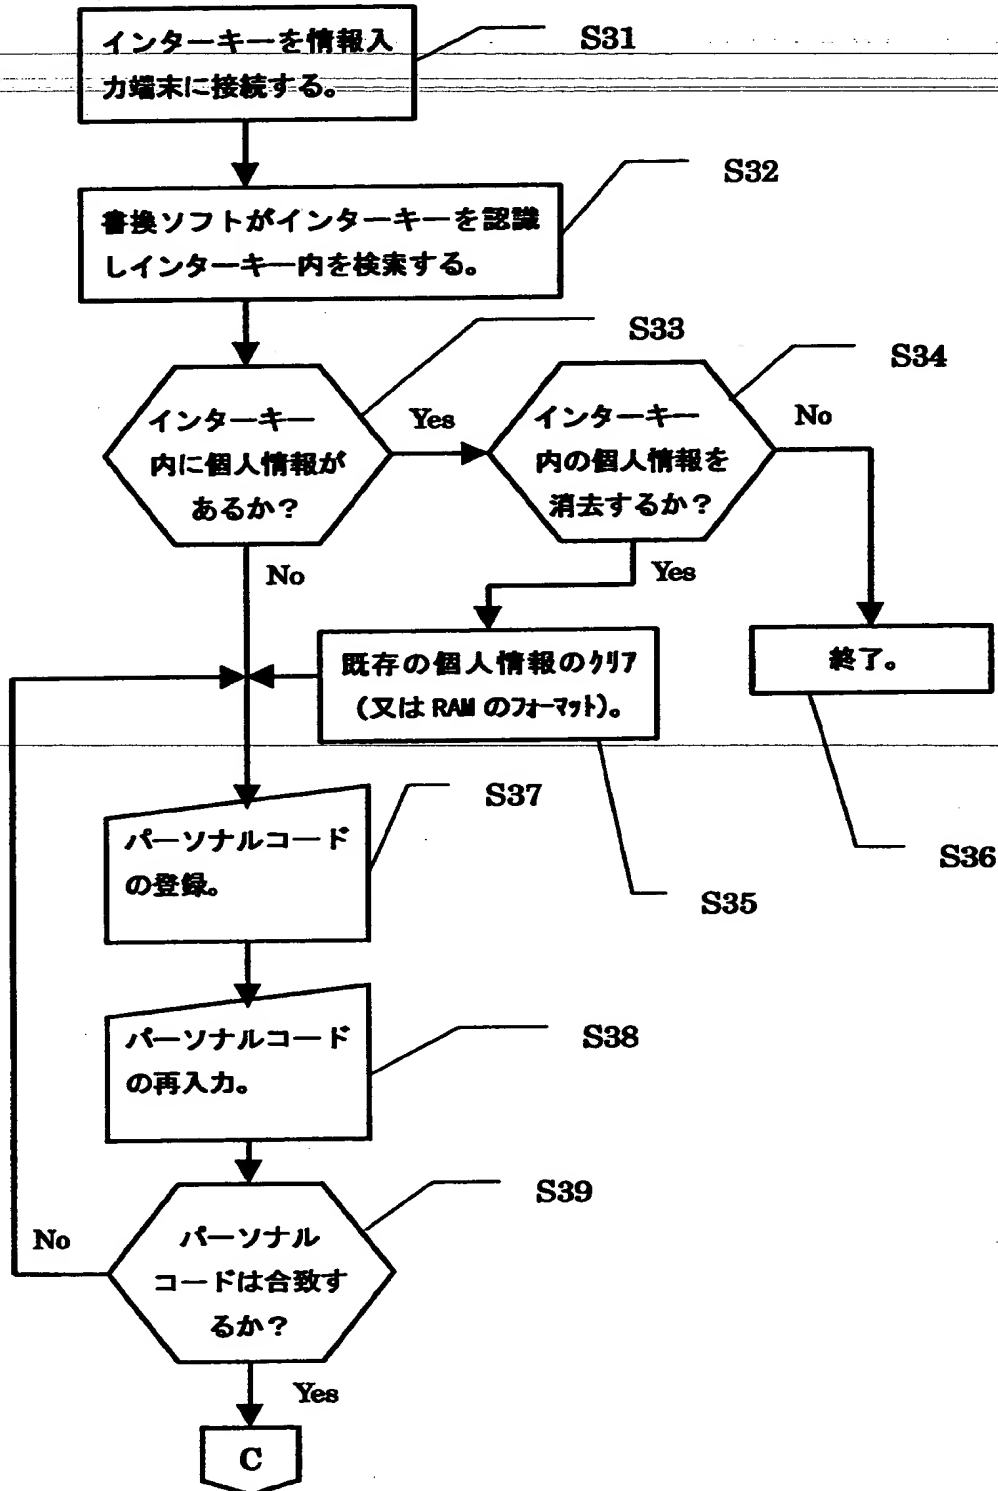 インターキーを情報入
力端末に接続する。
S31
書換ソフトがインターキーを認識
しインターキー内を検索する。
S32
インターキー
内に個人情報が
あるか？
S33
Yes
No
インターキー
内の個人情報を
消去するか？
S34
No
Yes
既存の個人情報のｸﾘｱ
（又は RAM のﾌｫｰﾏｯﾄ）。
S35
終了。
S36
パーソナルコード
の登録。
S37
パーソナルコード
の再入力。
S38
パーソナル
コードは合致す
るか？
S39
No
Yes
C